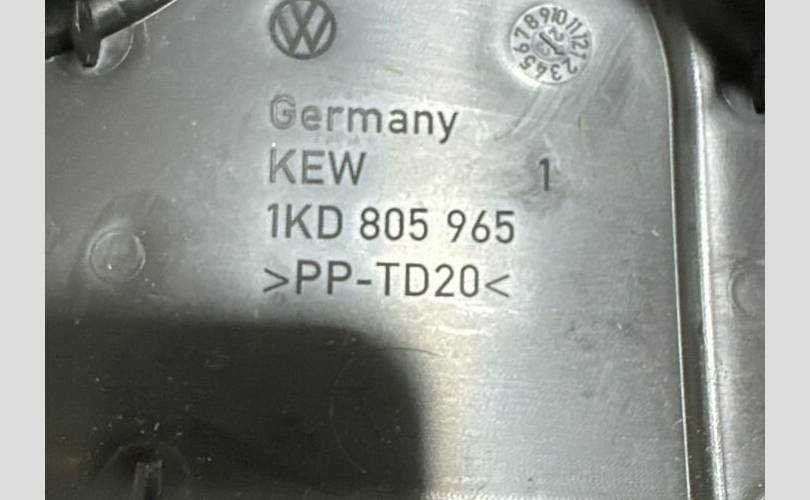 Germany
KEW 1
1KD 805 965
>PP-TD20<